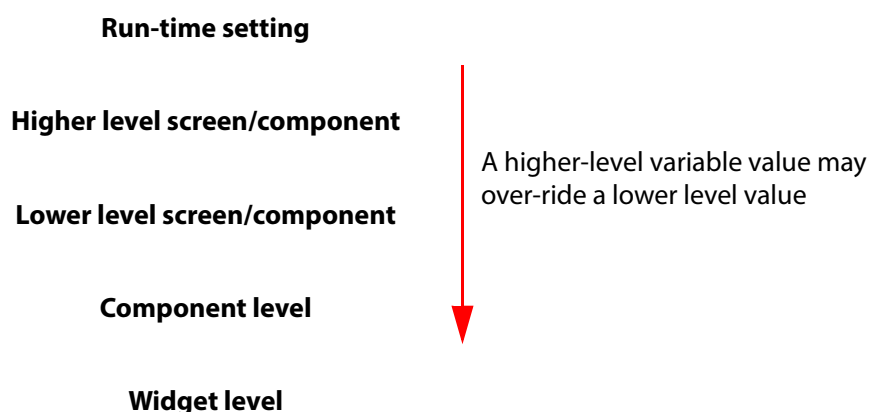 Run-time setting
Higher level screen/component
A higher-level variable value may
over-ride a lower level value
Lower level screen/component
Component level
Widget level